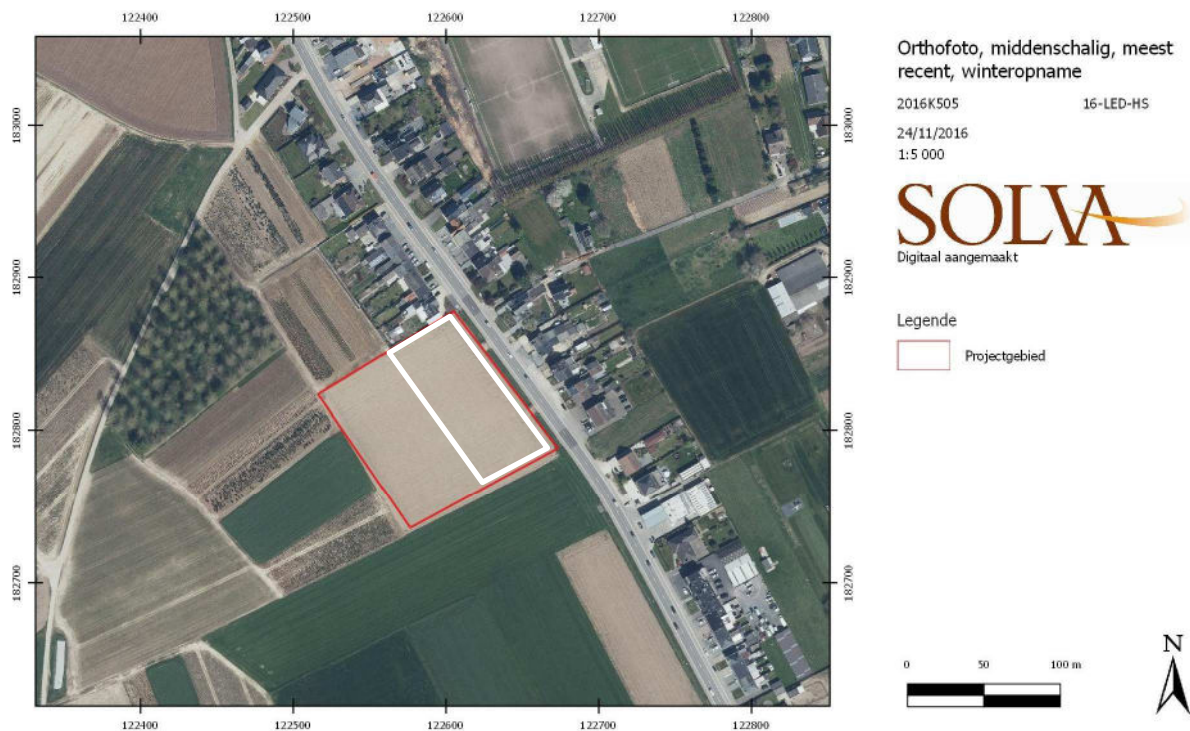 122400 122500 122600 122700 122800
183000 183000
182900 182900
182800 182800
182700 182700
122400 122500 122600 122700 122800
Orthofoto, middenschalig, meest
recent, winteropname
2016K505 16-LED-HS
24/11/2016
1:5 000
SOLVA
Digitaal aangemaakt
Legende
Projectgebied
0 50 100 m
N